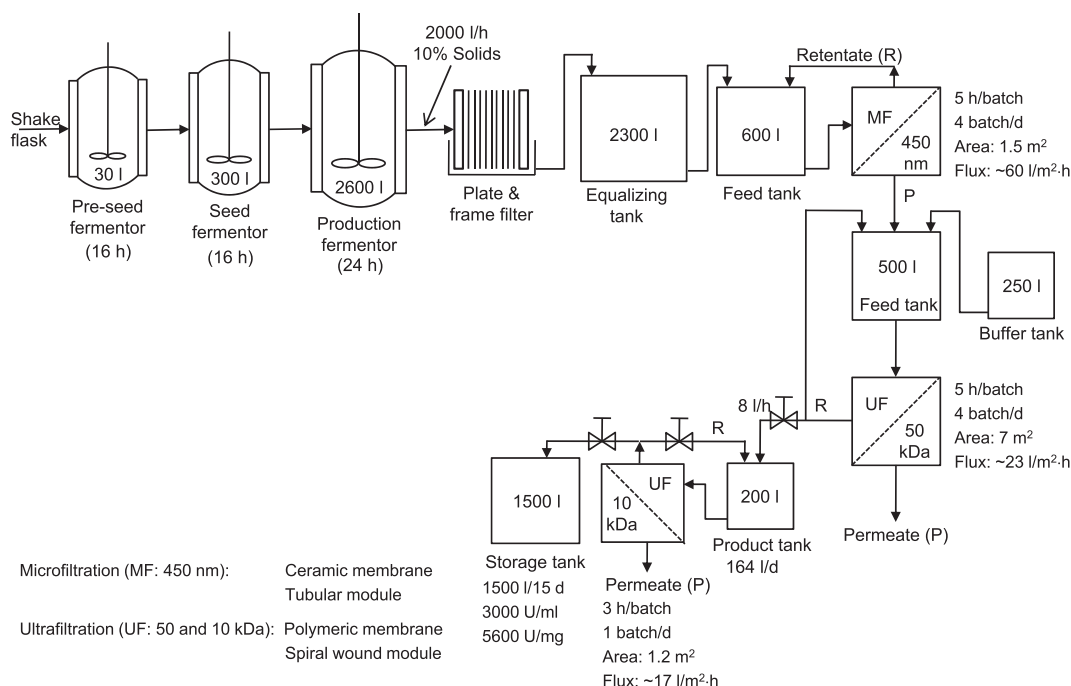 2000 l/h
10% Solids
Shake
flask
30 l
Pre-seed
fermentor
(16 h)
300 l
Seed
fermentor
(16 h)
2600 l
Production
fermentor
(24 h)
Plate &
frame filter
2300 l
Equalizing
tank
600 l
Feed tank
Retentate (R)
MF
450
nm
5 h/batch
4 batch/d
Area: 1.5 m²
Flux: ~60 l/m²·h
P
500 l
Feed tank
250 l
Buffer tank
UF
50
kDa
5 h/batch
4 batch/d
Area: 7 m²
Flux: ~23 l/m²·h
Permeate (P)
8 l/h
R
R
200 l
Product tank
164 l/d
UF
10
kDa
Permeate (P)
3 h/batch
1 batch/d
Area: 1.2 m²
Flux: ~17 l/m²·h
1500 l
Storage tank
1500 l/15 d
3000 U/ml
5600 U/mg
Microfiltration (MF: 450 nm): Ceramic membrane
Tubular module
Ultrafiltration (UF: 50 and 10 kDa): Polymeric membrane
Spiral wound module